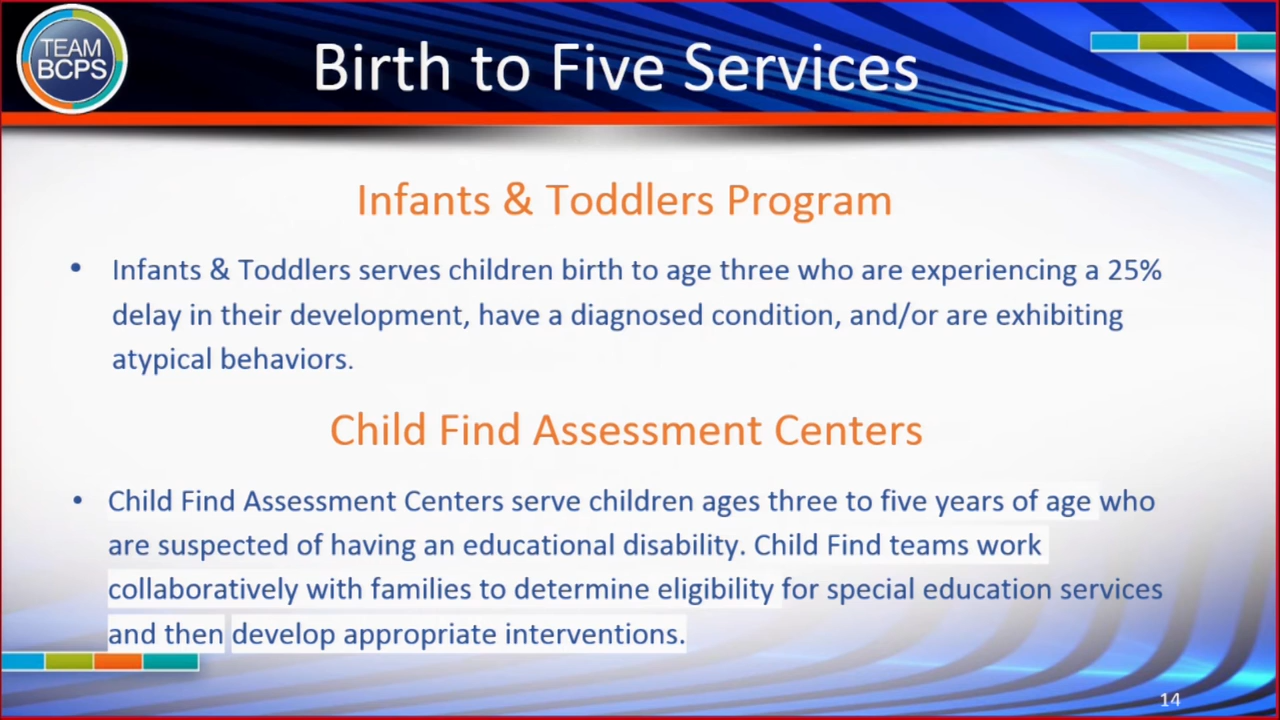 TEAM
BCPS
Birth to Five Services
Infants & Toddlers Program
• Infants & Toddlers serves children birth to age three who are experiencing a 25%
delay in their development, have a diagnosed condition, and/or are exhibiting
atypical behaviors.
Child Find Assessment Centers
• Child Find Assessment Centers serve children ages three to five years of age who
are suspected of having an educational disability. Child Find teams work
collaboratively with families to determine eligibility for special education services
and then develop appropriate interventions.
14